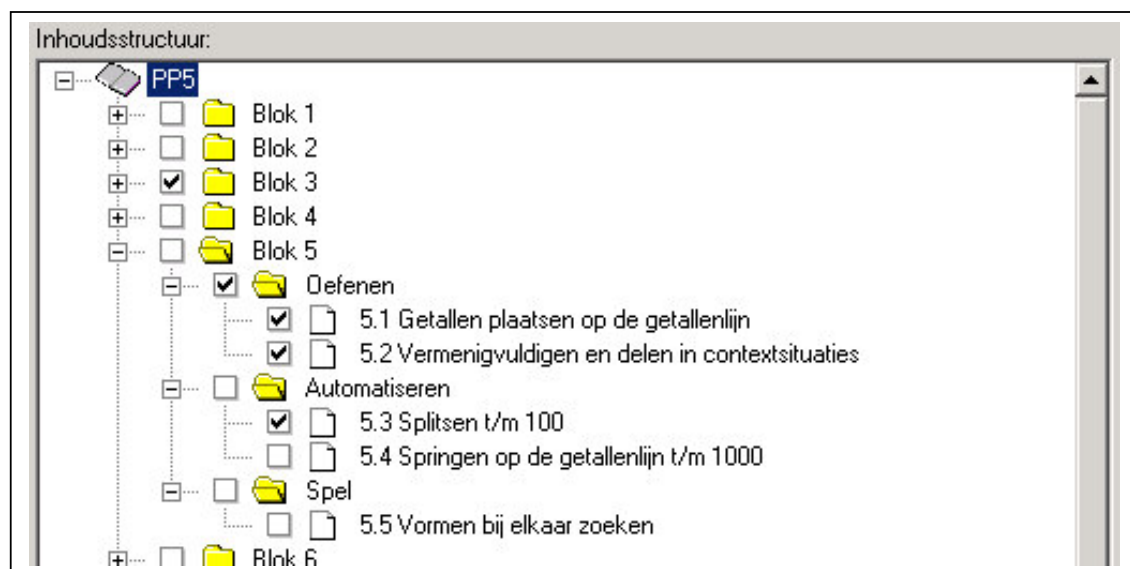 Inhoudsstructuur:
PP5
Blok 1
Blok 2
Blok 3
Blok 4
Blok 5
Oefenen
5.1 Getallen plaatsen op de getallenlijn
5.2 Vermenigvuldigen en delen in contextsituaties
Automatiseren
5.3 Splitsen t/m 100
5.4 Springen op de getallenlijn t/m 1000
Spel
5.5 Vormen bij elkaar zoeken
Blok 6